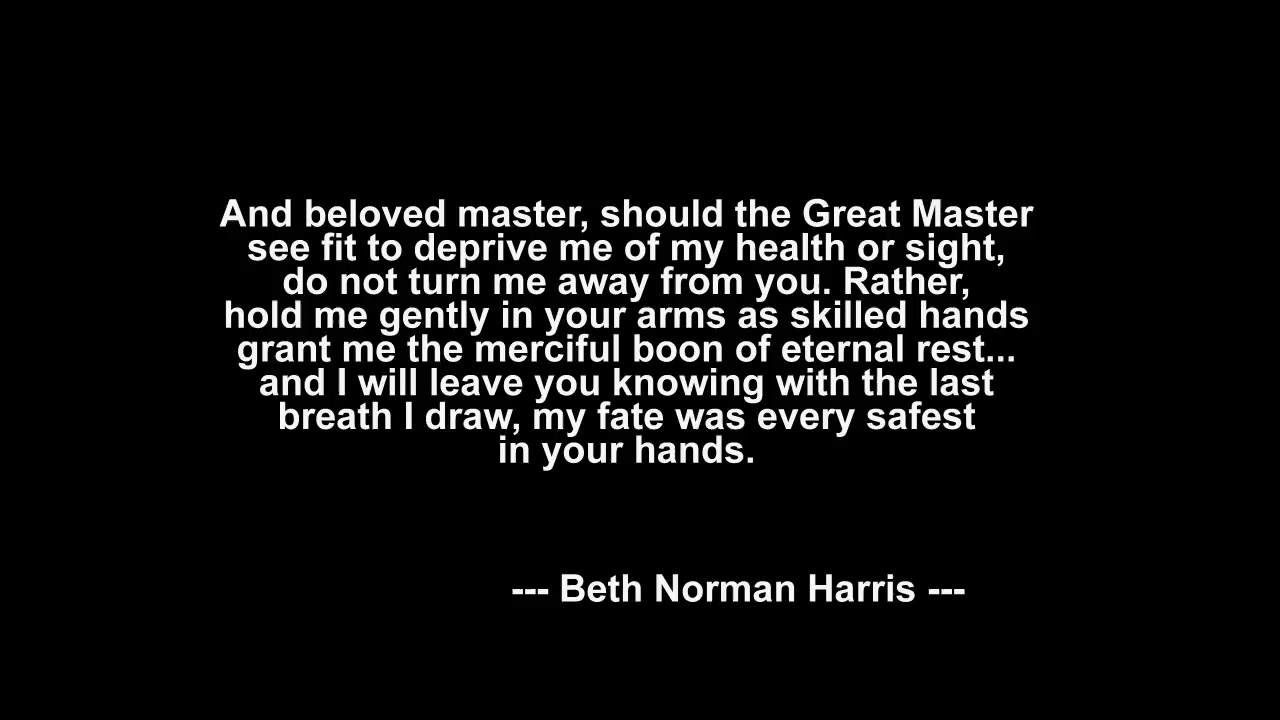 And beloved master, should the Great Master
see fit to deprive me of my health or sight,
do not turn me away from you. Rather,
hold me gently in your arms as skilled hands
grant me the merciful boon of eternal rest...
and I will leave you knowing with the last
breath I draw, my fate was every safest
in your hands.
--- Beth Norman Harris ---